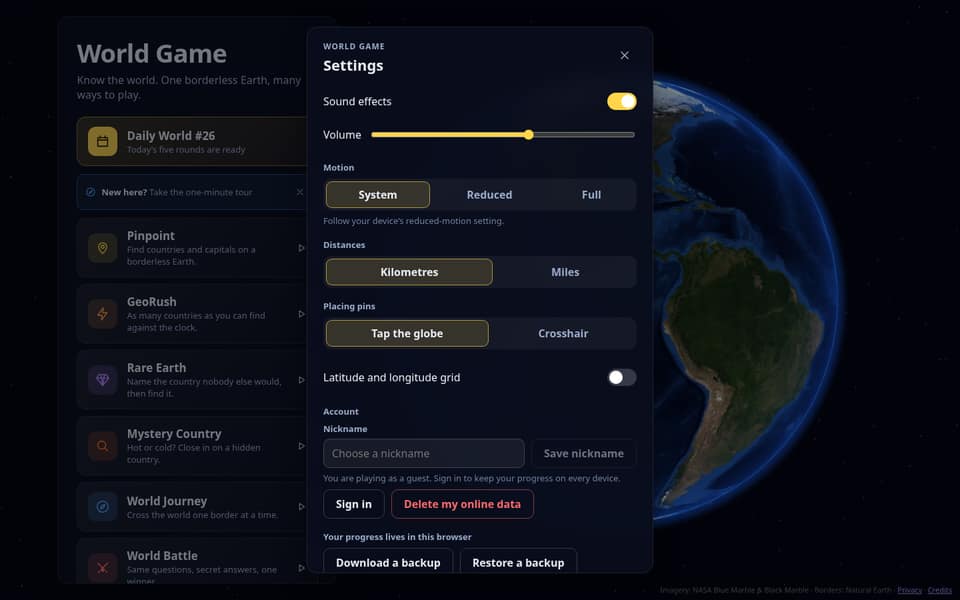 World Game
Know the world. One borderless Earth, many
ways to play.
Daily World #26
Today's five rounds are ready
New here? Take the one-minute tour
Pinpoint
Find countries and capitals on a
borderless Earth.
GeoRush
As many countries as you can find
against the clock.
Rare Earth
Name the country nobody else would,
then find it.
Mystery Country
Hot or cold? Close in on a hidden
country.
World Journey
Cross the world one border at a time.
World Battle
Same questions, secret answers, one
winner.
WORLD GAME
Settings
Sound effects
Volume
Motion
System
Reduced
Full
Follow your device's reduced-motion setting.
Distances
Kilometres
Miles
Placing pins
Tap the globe
Crosshair
Latitude and longitude grid
Account
Nickname
Choose a nickname
Save nickname
You are playing as a guest. Sign in to keep your progress on every device.
Sign in
Delete my online data
Your progress lives in this browser
Download a backup
Restore a backup
Imagery: NASA Blue Marble & Black Marble · Borders: Natural Earth · Privacy · Credits